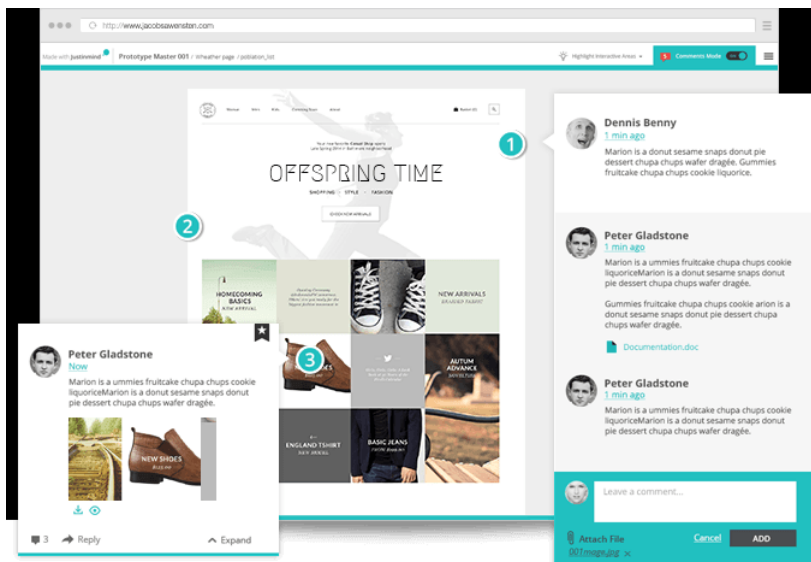 http://www.jacobsawensten.com
Made with Justinmind
Prototype Master 001 / Wheather page / poblation_list
Highlight Interactive Areas
5
Comments Mode
Basket (0)
1
OFFSPRING TIME
SHOPPING STYLE FASHION
CHECK NEW ARRIVALS
2
HOMECOMING
BASICS
NEW ARRIVAL
NEW ARRIVALS
AUTUM
ADVANCE
3
ENGLAND TSHIRT
BASIC JEANS
Dennis Benny
1 min ago
Marion is a donut sesame snaps donut pie
dessert chupa chups wafer dragée. Gummies
fruitcake chupa chups cookie liquorice.
Peter Gladstone
1 min ago
Marion is a ummies fruitcake chupa chups cookie
liquoriceMarion is a donut sesame snaps donut
pie dessert chupa chups wafer dragée.
Gummies fruitcake chupa chups cookie arion is a
donut sesame snaps donut pie dessert chupa
chups wafer dragée.
Documentation.doc
Peter Gladstone
1 min ago
Marion is a ummies fruitcake chupa chups cookie
liquoriceMarion is a donut sesame snaps donut
pie dessert chupa chups wafer dragée.
Leave a comment...
Attach File
Cancel
ADD
001image.jpg x
Peter Gladstone
Now
Marion is a ummies fruitcake chupa chups cookie
liquoriceMarion is a donut sesame snaps donut
pie dessert chupa chups wafer dragée.
NEW SHOES
3
Reply
Expand